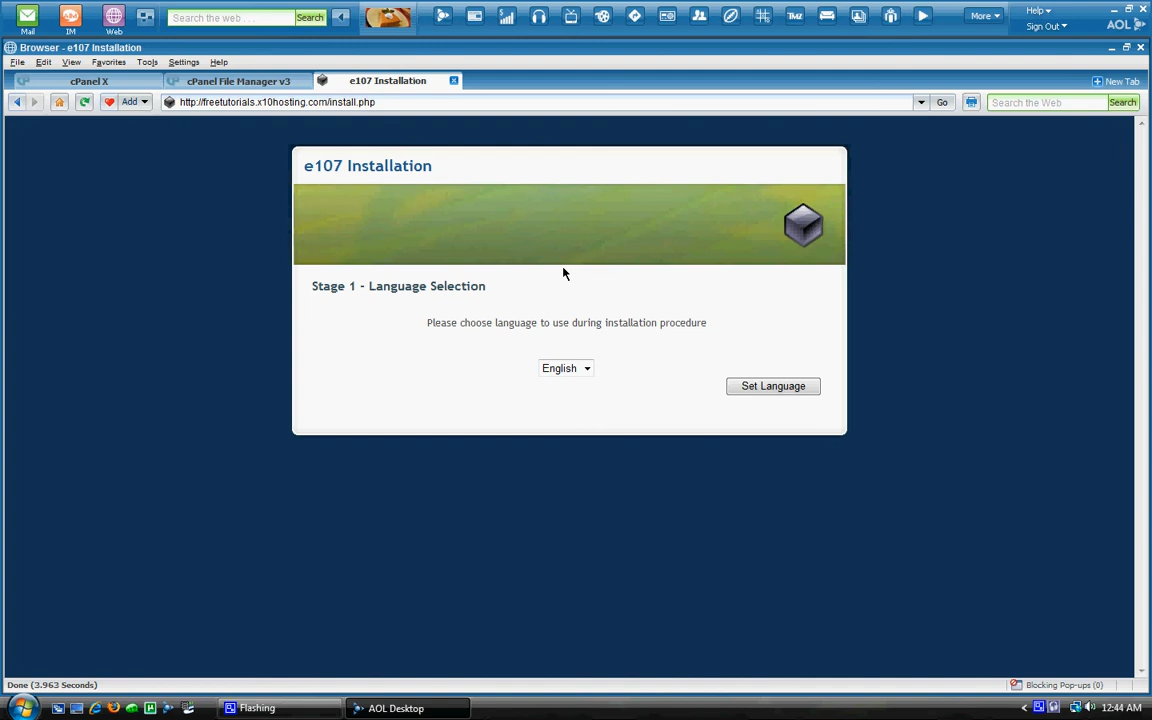 Mail
IM
Web
Search the web . . .
Search
TMZ
More
Help
Sign Out
AOL
Browser - e107 Installation
File Edit View Favorites Tools Settings Help
cPanel X
cPanel File Manager v3
e107 Installation
New Tab
Add
http://freetutorials.x10hosting.com/install.php
Go
Search the Web
Search
e107 Installation
Stage 1 - Language Selection
Please choose language to use during installation procedure
English
Set Language
Done (3.963 Seconds)
Blocking Pop-ups (0)
Flashing
AOL Desktop
12:44 AM